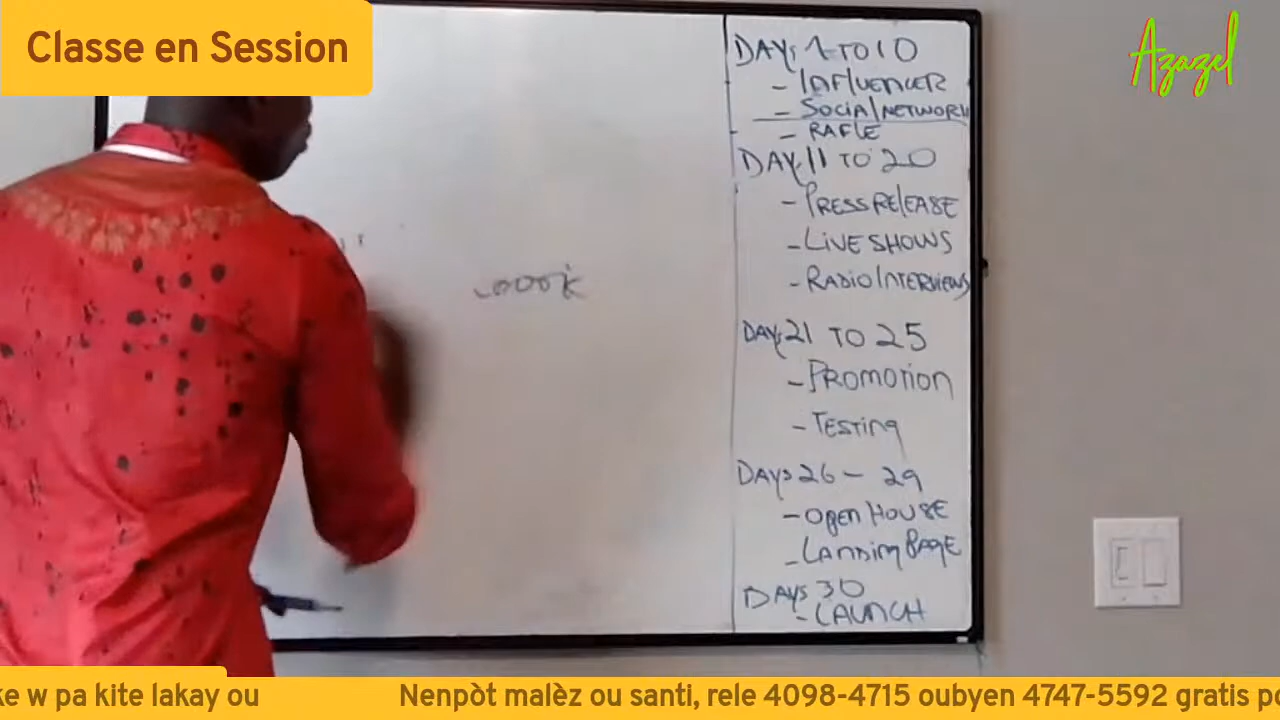 Classe en Session
Azazel
DAYS 1 TO 10
- INFLUENCER
- SOCIAL NETWORK
- RAFLE
DAY 11 TO 20
- PRESS RELEASE
- LIVE SHOWS
- RADIO INTERVIEWS
DAYS 21 TO 25
- PROMOTION
- TESTING
DAYS 26 - 29
- OPEN HOUSE
- LANDING PAGE
DAYS 30
- LAUNCH
ke w pa kite lakay ou Nenpòt malèz ou santi, rele 4098-4715 oubyen 4747-5592 gratis po